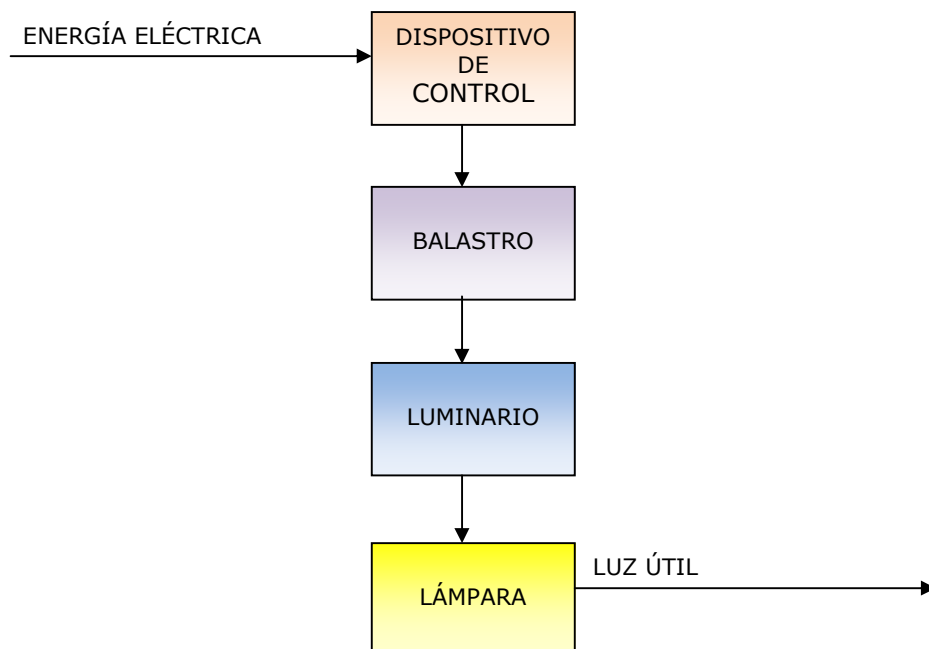 ENERGÍA ELÉCTRICA
DISPOSITIVO
DE
CONTROL
BALASTRO
LUMINARIO
LÁMPARA
LUZ ÚTIL